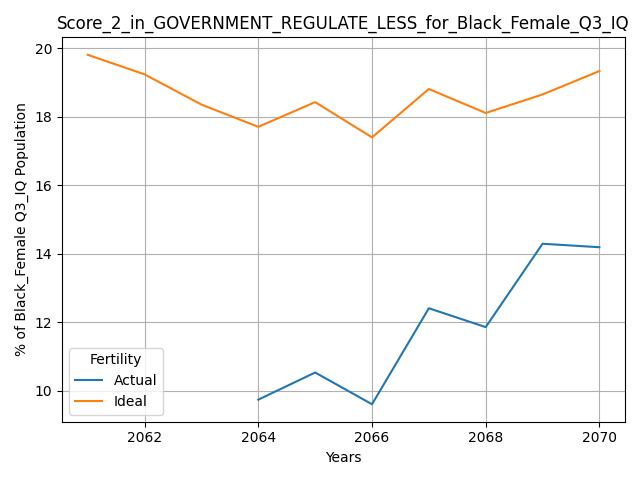 Score_2_in_GOVERNMENT_REGULATE_LESS_for_Black_Female_Q3_IQ
% of Black_Female Q3_IQ Population
20
18
16
14
12
10
Fertility
Actual
Ideal
2062 2064 2066 2068 2070
Years